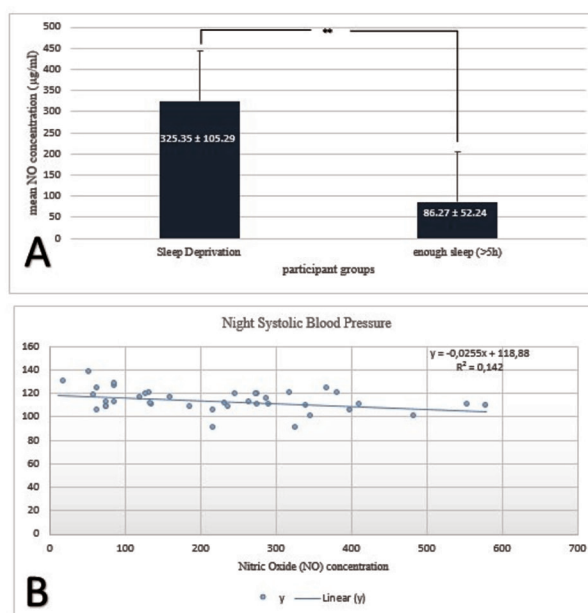 500
450
400
350
300
250
200
150
100
50
0
mean NO concentration (µg/ml)
**
325.35 ± 105.29
86.27 ± 52.24
Sleep Deprivation
enough sleep (>5h)
participant groups
A
Night Systolic Blood Pressure
y = -0,0255x + 118,88
R² = 0,142
160
140
120
100
80
60
40
20
0
0 100 200 300 400 500 600 700
Nitric Oxide (NO) concentration
y Linear (y)
B